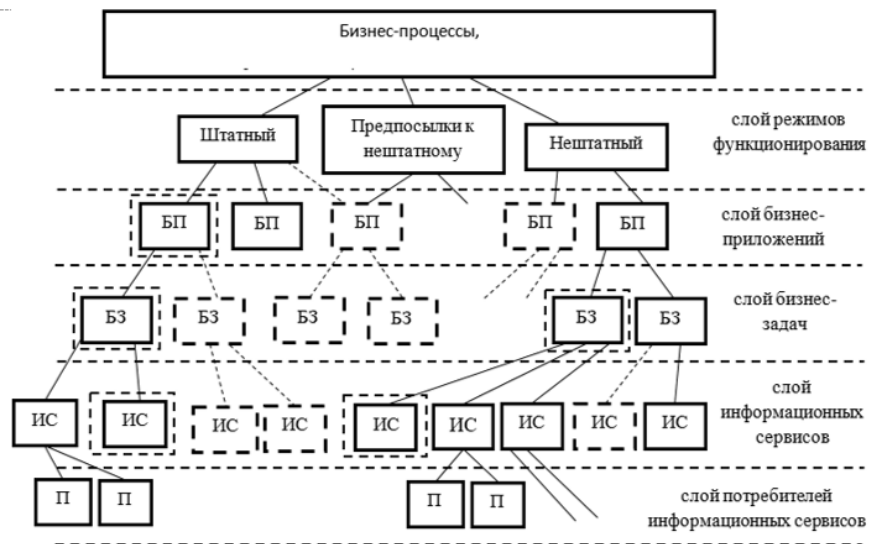 Бизнес-процессы,
Штатный
Предпосылки к
нештатному
Нештатный
слой режимов
функционирования
БП
БП
БП
БП
БП
слой бизнес-
приложений
БЗ
БЗ
БЗ
БЗ
БЗ
БЗ
слой бизнес-
задач
ИС
ИС
ИС
ИС
ИС
ИС
ИС
ИС
ИС
слой
информационных
сервисов
П
П
П
П
слой потребителей
информационных сервисов